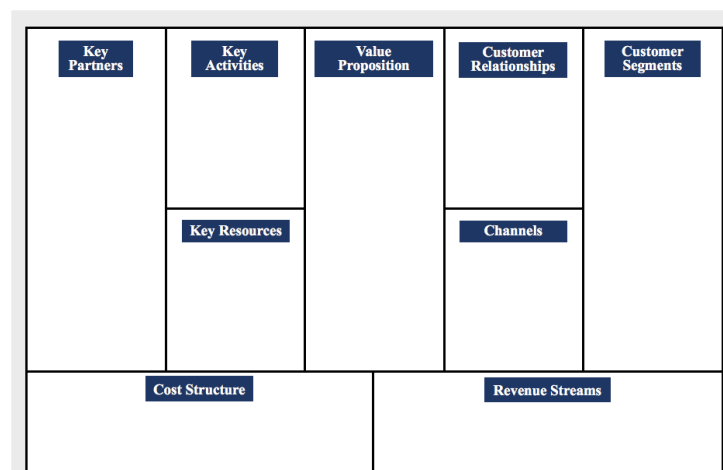 Key
Partners
Key
Activities
Value
Proposition
Customer
Relationships
Customer
Segments
Key Resources
Channels
Cost Structure
Revenue Streams